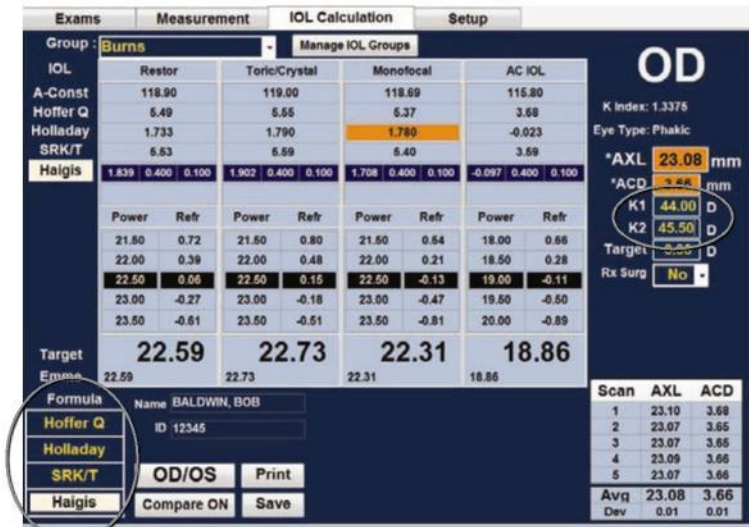 Exams Measurement IOL Calculation Setup
Group : Burns Manage IOL Groups
IOL Restor Toric/Crystal Monofocal AC IOL
A-Const 118.90 119.00 118.69 115.80
Hoffer Q 5.49 5.55 5.37 3.68
Holladay 1.733 1.790 1.780 -0.023
SRK/T 5.53 5.59 5.40 3.59
Haigis 1.839 0.400 0.100 1.902 0.400 0.100 1.708 0.400 0.100 -0.097 0.400 0.100
Power Refr Power Refr Power Refr Power Refr
21.50 0.72 21.50 0.80 21.50 0.54 18.00 0.66
22.00 0.39 22.00 0.48 22.00 0.21 18.50 0.28
22.50 0.06 22.50 0.15 22.50 -0.13 19.00 -0.11
23.00 -0.27 23.00 -0.18 23.00 -0.47 19.50 -0.50
23.50 -0.61 23.50 -0.51 23.50 -0.81 20.00 -0.89
Target 22.59 22.73 22.31 18.86
Emme 22.59 22.73 22.31 18.86
Formula
Hoffer Q
Holladay
SRK/T
Haigis
Name BALDWIN, BOB
ID 12345
OD/OS Print
Compare ON Save
OD
K Index: 1.3375
Eye Type: Phakic
*AXL 23.08 mm
*ACD 3.66 mm
K1 44.00 D
K2 45.50 D
Target D
Rx Surg No
Scan AXL ACD
1 23.10 3.68
2 23.07 3.65
3 23.07 3.65
4 23.09 3.66
5 23.07 3.66
Avg 23.08 3.66
Dev 0.01 0.01